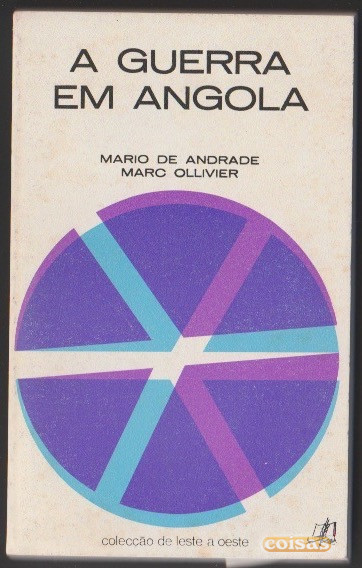 A GUERRA
EM ANGOLA
MARIO DE ANDRADE
MARC OLLIVIER
colecção de leste a oeste
coisas